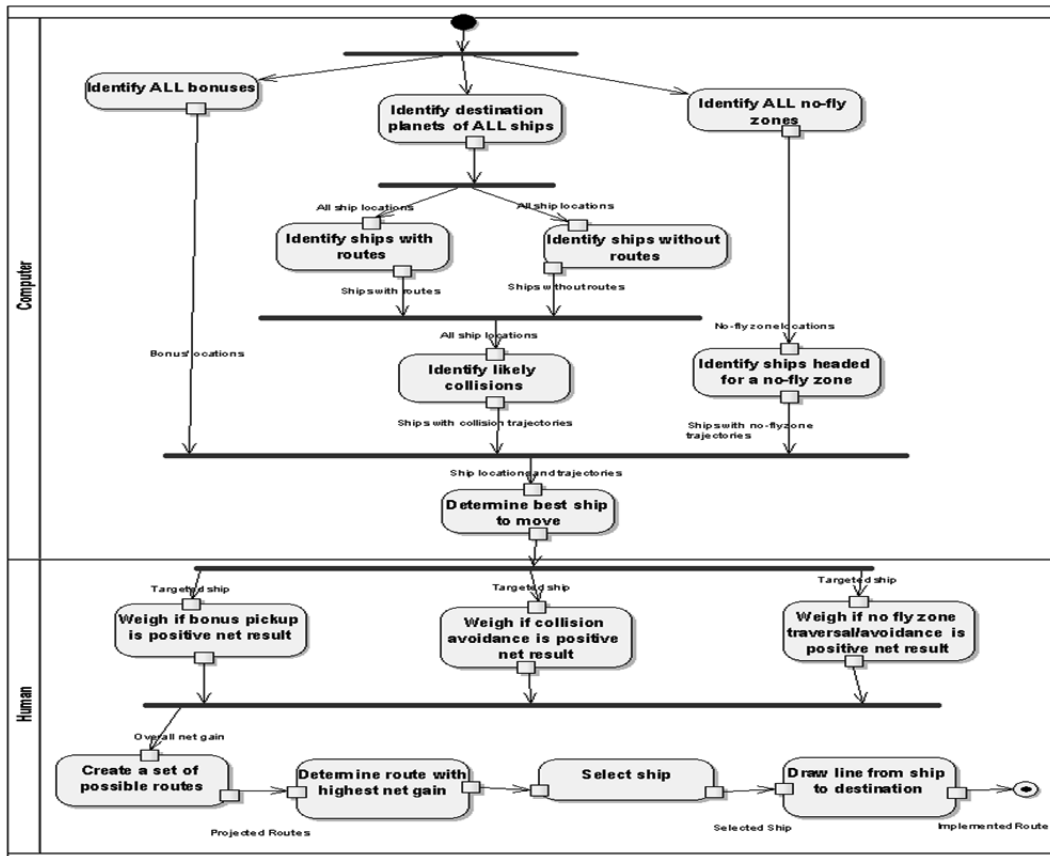 Computer
Identify ALL bonuses
Identify destination
planets of ALL ships
Identify ALL no-fly
zones
All ship locations
All ship locations
Identify ships with
routes
Identify ships without
routes
Ships with routes
Ships without routes
No-fly zone locations
All ship locations
Bonus locations
Identify likely
collisions
Identify ships headed
for a no-fly zone
Ships with collision trajectories
Ships with no-fly zone
trajectories
Ship locations and trajectories
Determine best ship
to move
Human
Targeted ship
Targeted ship
Targeted ship
Weigh if bonus pickup
is positive net result
Weigh if collision
avoidance is positive
net result
Weigh if no fly zone
traversal/avoidance is
positive net result
Overall net gain
Create a set of
possible routes
Determine route with
highest net gain
Select ship
Draw line from ship
to destination
Projected Routes
Selected Ship
Implemented Route